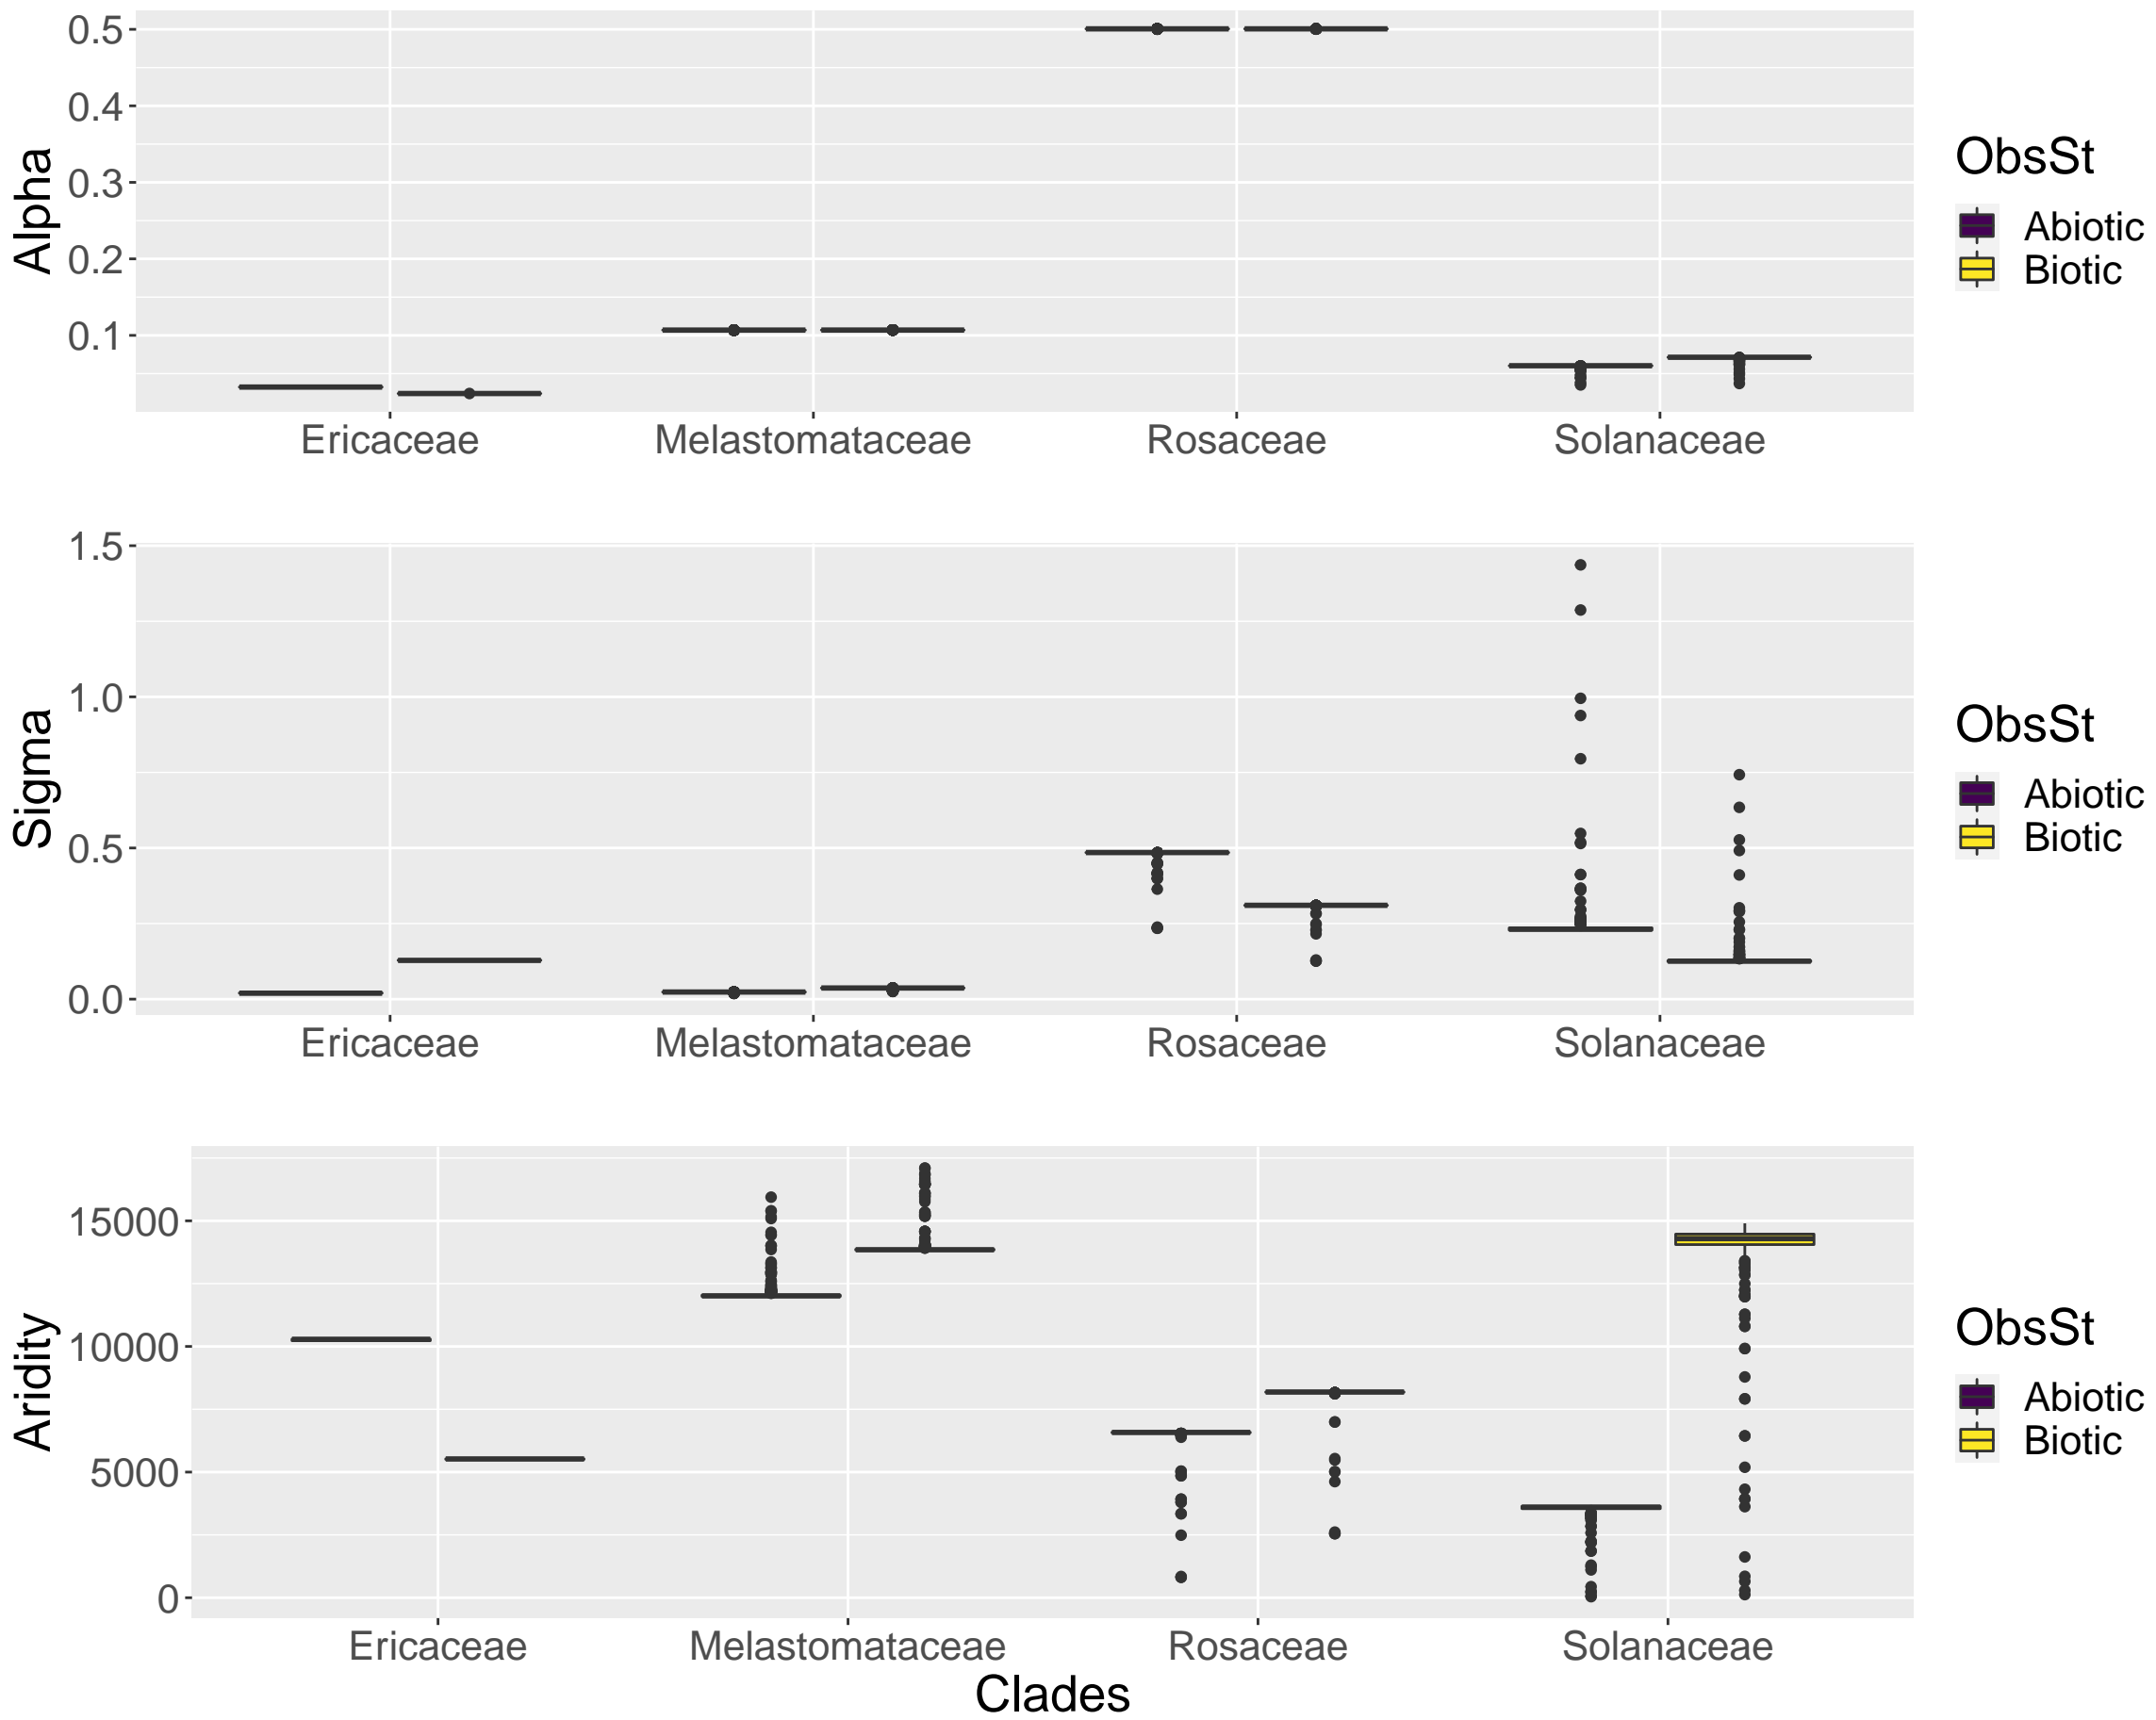 Alpha
0.5
0.4
0.3
0.2
0.1
Ericaceae Melastomataceae Rosaceae Solanaceae
ObsSt
Abiotic
Biotic
Sigma
1.5
1.0
0.5
0.0
Ericaceae Melastomataceae Rosaceae Solanaceae
ObsSt
Abiotic
Biotic
Aridity
15000
10000
5000
0
Ericaceae Melastomataceae Rosaceae Solanaceae
Clades
ObsSt
Abiotic
Biotic